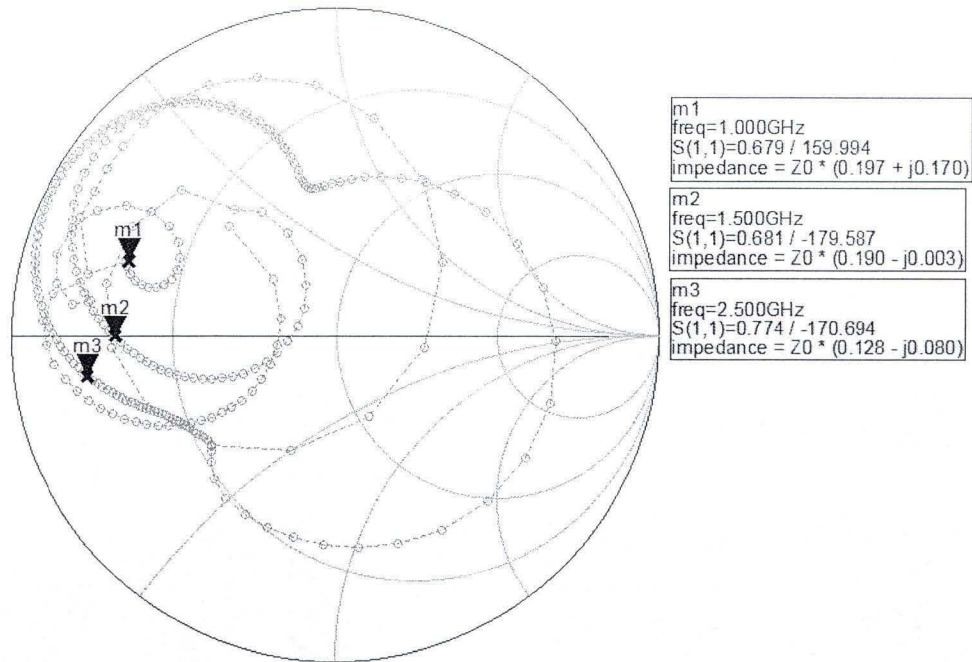 m1
m2
m3
m1
freq=1.000GHz
S(1,1)=0.679 / 159.994
impedance = Z0 * (0.197 + j0.170)
m2
freq=1.500GHz
S(1,1)=0.681 / -179.587
impedance = Z0 * (0.190 - j0.003)
m3
freq=2.500GHz
S(1,1)=0.774 / -170.694
impedance = Z0 * (0.128 - j0.080)